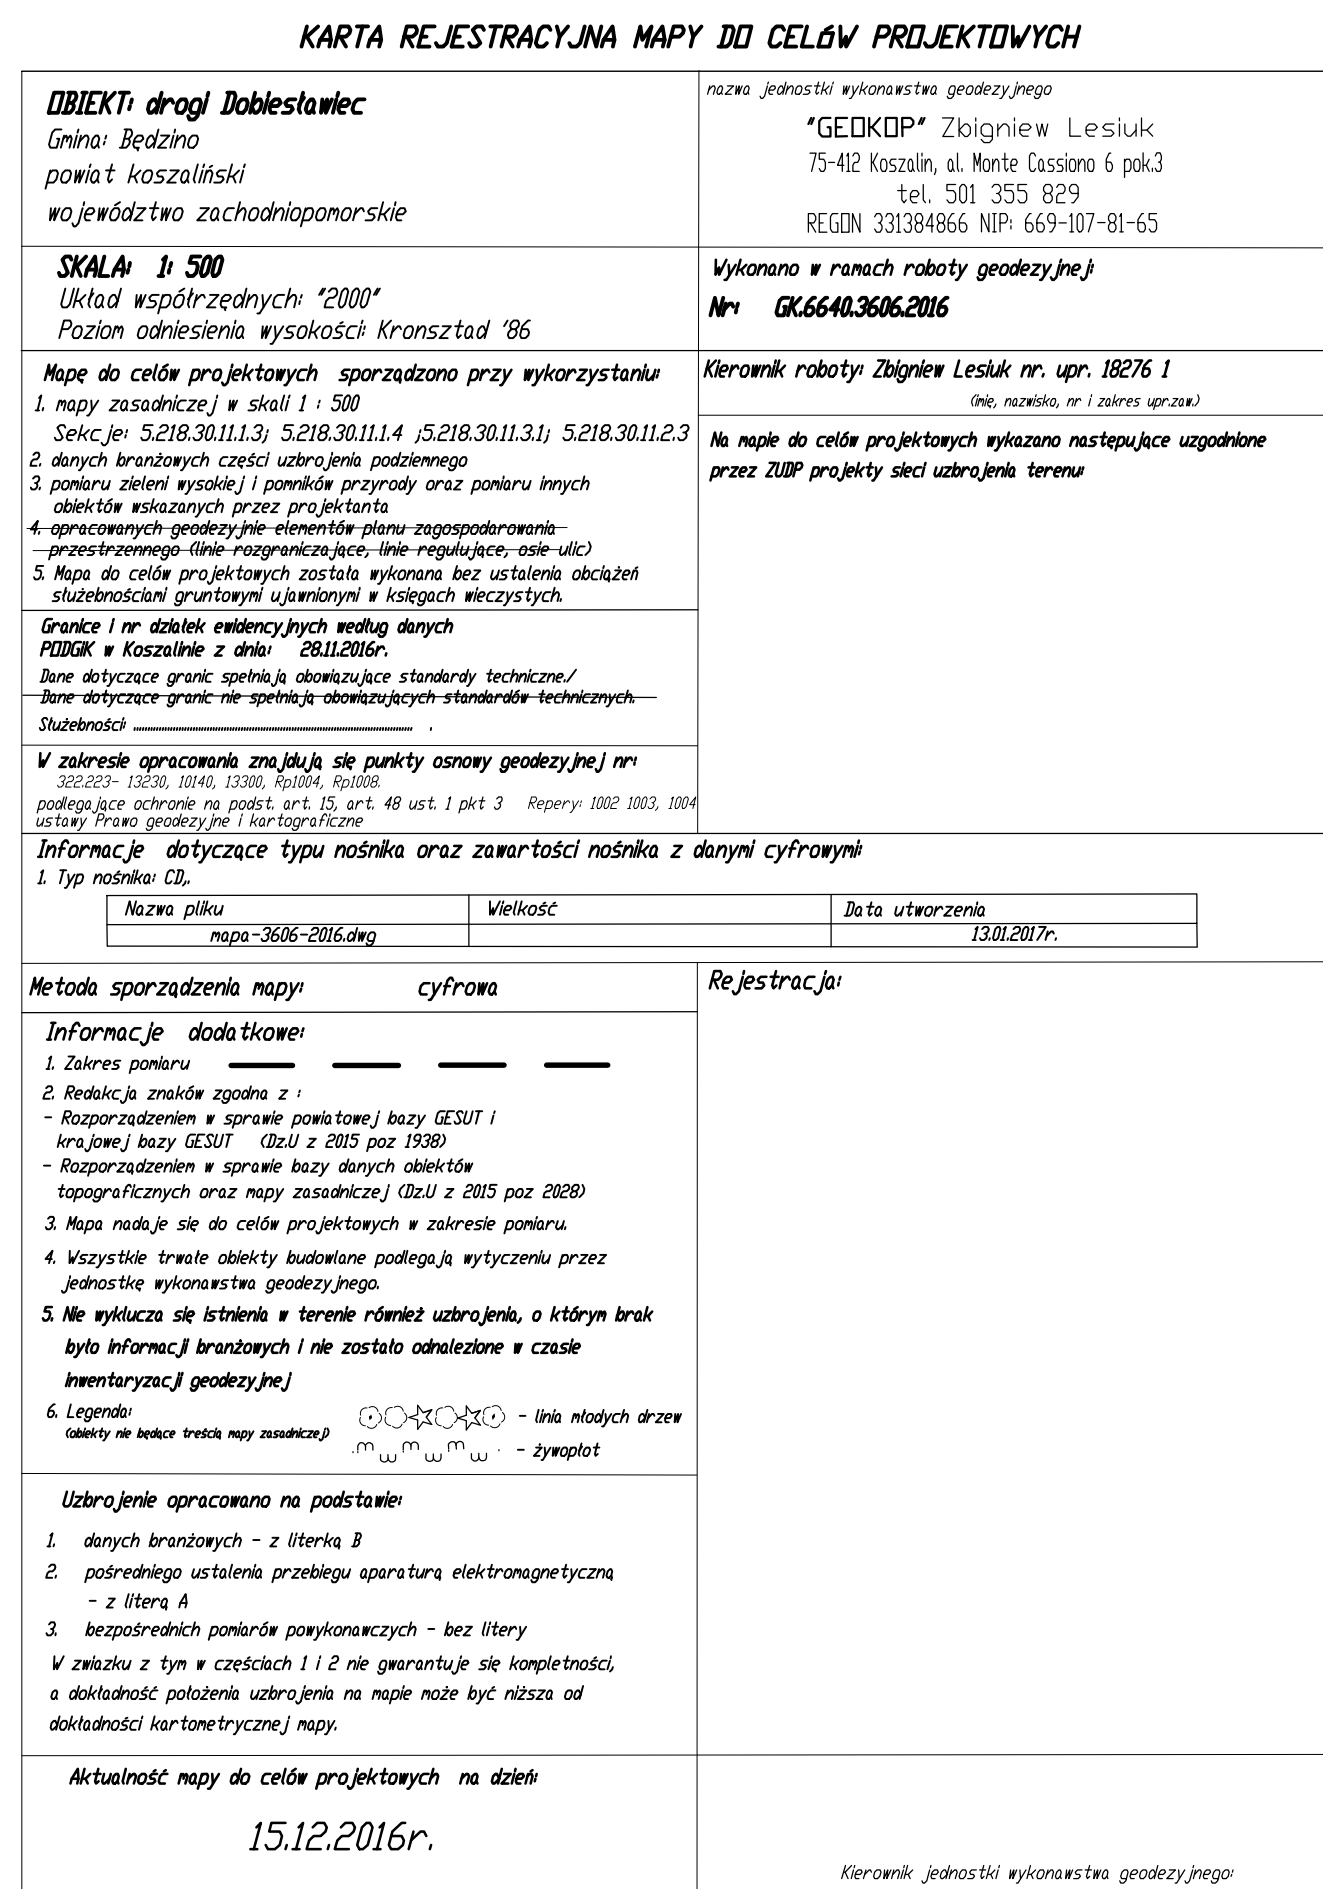 KARTA REJESTRACYJNA MAPY DO CELóW PROJEKTOWYCH
OBIEKT: drogi Dobiesławiec
Gmina: Będzino
powiat koszaliński
województwo zachodniopomorskie
nazwa jednostki wykonawstwa geodezyjnego
"GEOKOP" Zbigniew Lesiuk
75-412 Koszalin, al. Monte Cassiono 6 pok.3
tel. 501 355 829
REGON 331384866 NIP: 669-107-81-65
SKALA: 1: 500
Układ współrzędnych: "2000"
Poziom odniesienia wysokości: Kronsztad '86
Wykonano w ramach roboty geodezyjnej:
Nr: GK.6640.3606.2016
Mapę do celów projektowych sporządzono przy wykorzystaniu:
1. mapy zasadniczej w skali 1 : 500
Sekcje: 5.218.30.11.1.3; 5.218.30.11.1.4 ;5.218.30.11.3.1; 5.218.30.11.2.3
2. danych branżowych części uzbrojenia podziemnego
3. pomiaru zieleni wysokiej i pomników przyrody oraz pomiaru innych
obiektów wskazanych przez projektanta
4. opracowanych geodezyjnie elementów planu zagospodarowania
przestrzennego (linie rozgraniczające, linie regulujące, osie ulic)
5. Mapa do celów projektowych została wykonana bez ustalenia obciążeń
służebnościami gruntowymi ujawnionymi w księgach wieczystych.
Kierownik roboty: Zbigniew Lesiuk nr. upr. 18276 1
(imię, nazwisko, nr i zakres upr.zaw.)
Na mapie do celów projektowych wykazano następujące uzgodnione
przez ZUDP projekty sieci uzbrojenia terenu:
Granice i nr działek ewidencyjnych według danych
PODGiK w Koszalinie z dnia: 28.11.2016r.
Dane dotyczące granic spełniają obowiązujące standardy techniczne./
Dane dotyczące granic nie spełniają obowiązujących standardów technicznych.
Służebności: ........................................................................................ .
W zakresie opracowania znajdują się punkty osnowy geodezyjnej nr:
322.223- 13230, 10140, 13300, Rp1004, Rp1008.
podlegające ochronie na podst. art. 15, art. 48 ust. 1 pkt 3 Repery: 1002 1003, 1004
ustawy Prawo geodezyjne i kartograficzne
Informacje dotyczące typu nośnika oraz zawartości nośnika z danymi cyfrowymi:
1. Typ nośnika: CD,.
Nazwa pliku Wielkość Data utworzenia
mapa-3606-2016.dwg 13.01.2017r.
Metoda sporządzenia mapy: cyfrowa
Rejestracja:
Informacje dodatkowe:
1. Zakres pomiaru
2. Redakcja znaków zgodna z :
- Rozporządzeniem w sprawie powiatowej bazy GESUT i
krajowej bazy GESUT (Dz.U z 2015 poz 1938)
- Rozporządzeniem w sprawie bazy danych obiektów
topograficznych oraz mapy zasadniczej (Dz.U z 2015 poz 2028)
3. Mapa nadaje się do celów projektowych w zakresie pomiaru.
4. Wszystkie trwałe obiekty budowlane podlegają wytyczeniu przez
jednostkę wykonawstwa geodezyjnego.
5. Nie wyklucza się istnienia w terenie również uzbrojenia, o którym brak
było informacji branżowych i nie zostało odnalezione w czasie
inwentaryzacji geodezyjnej
6. Legenda:
(obiekty nie będące treścią mapy zasadniczej)
- linia młodych drzew
- żywopłot
Uzbrojenie opracowano na podstawie:
1. danych branżowych - z literką B
2. pośredniego ustalenia przebiegu aparaturą elektromagnetyczną
- z literą A
3. bezpośrednich pomiarów powykonawczych - bez litery
W zwiazku z tym w częściach 1 i 2 nie gwarantuje się kompletności,
a dokładność położenia uzbrojenia na mapie może być niższa od
dokładności kartometrycznej mapy.
Aktualność mapy do celów projektowych na dzień:
15.12.2016r.
Kierownik jednostki wykonawstwa geodezyjnego: